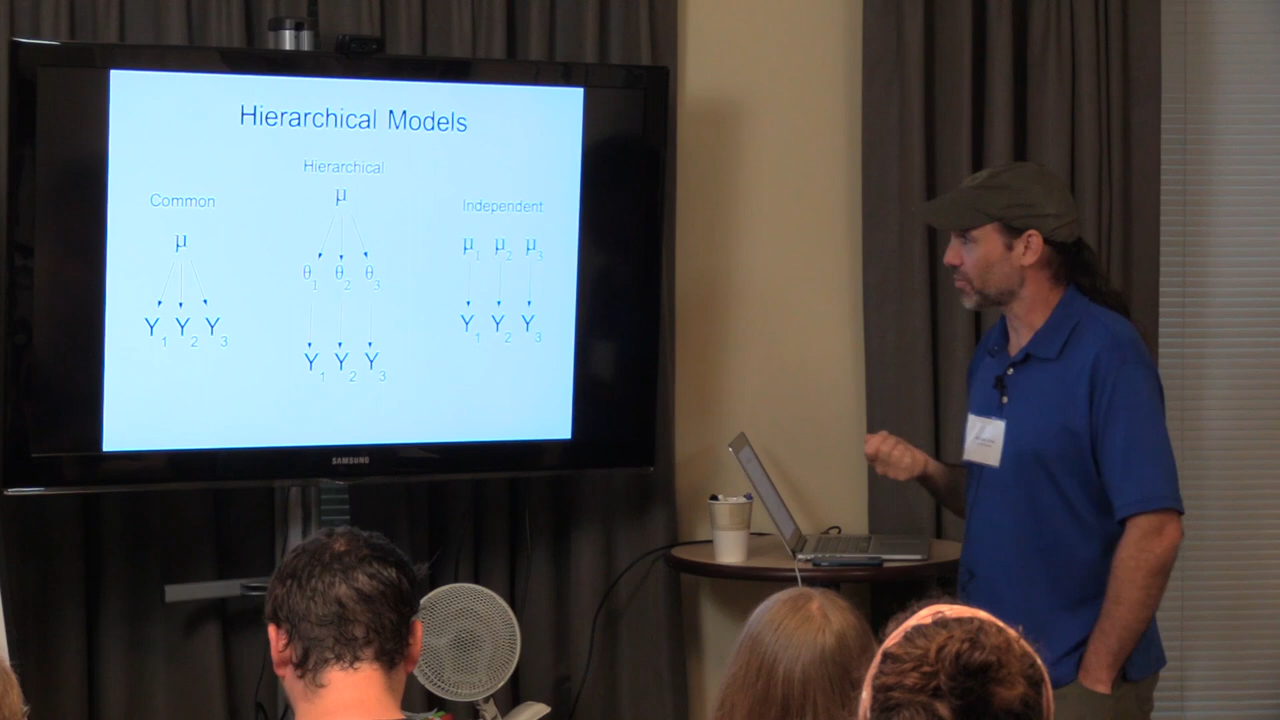 Hierarchical Models
Common
μ
Y1 Y2 Y3
Hierarchical
μ
θ1 θ2 θ3
Y1 Y2 Y3
Independent
μ1 μ2 μ3
Y1 Y2 Y3
SAMSUNG